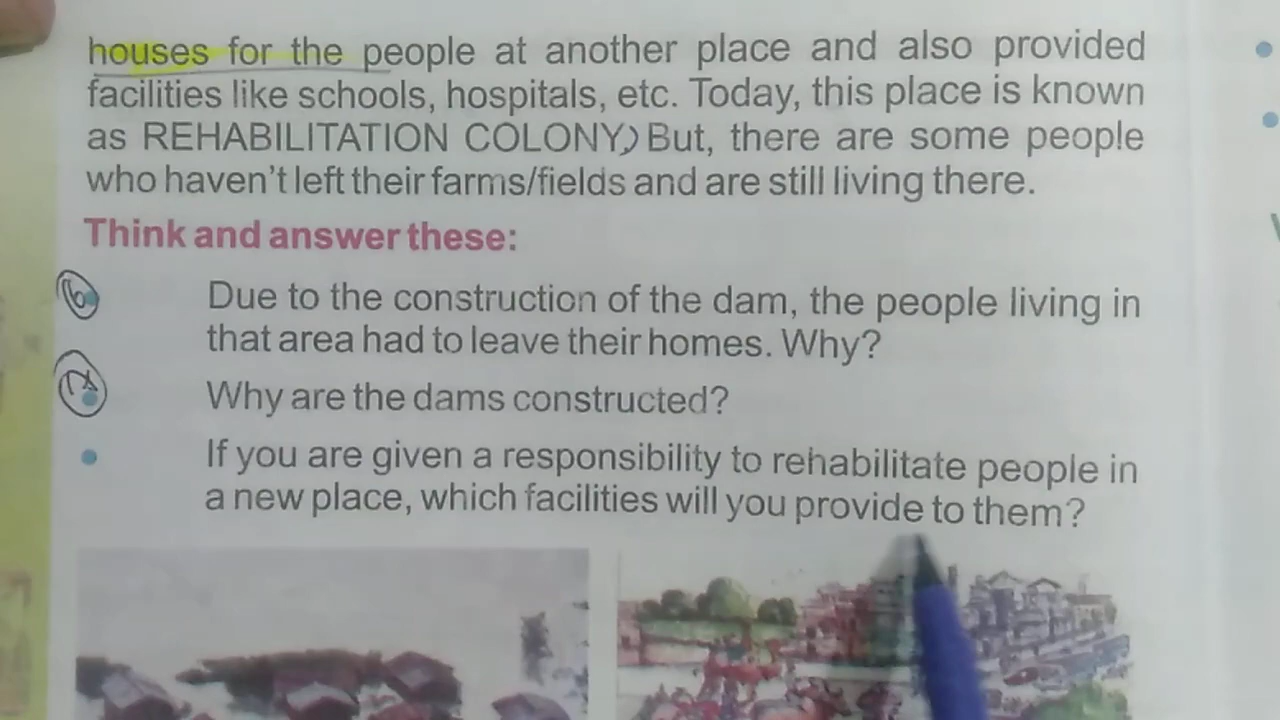 houses for the people at another place and also provided
facilities like schools, hospitals, etc. Today, this place is known
as REHABILITATION COLONY) But, there are some people
who haven't left their farms/fields and are still living there.
Think and answer these:
6 Due to the construction of the dam, the people living in
that area had to leave their homes. Why?
Why are the dams constructed?
If you are given a responsibility to rehabilitate people in
a new place, which facilities will you provide to them?